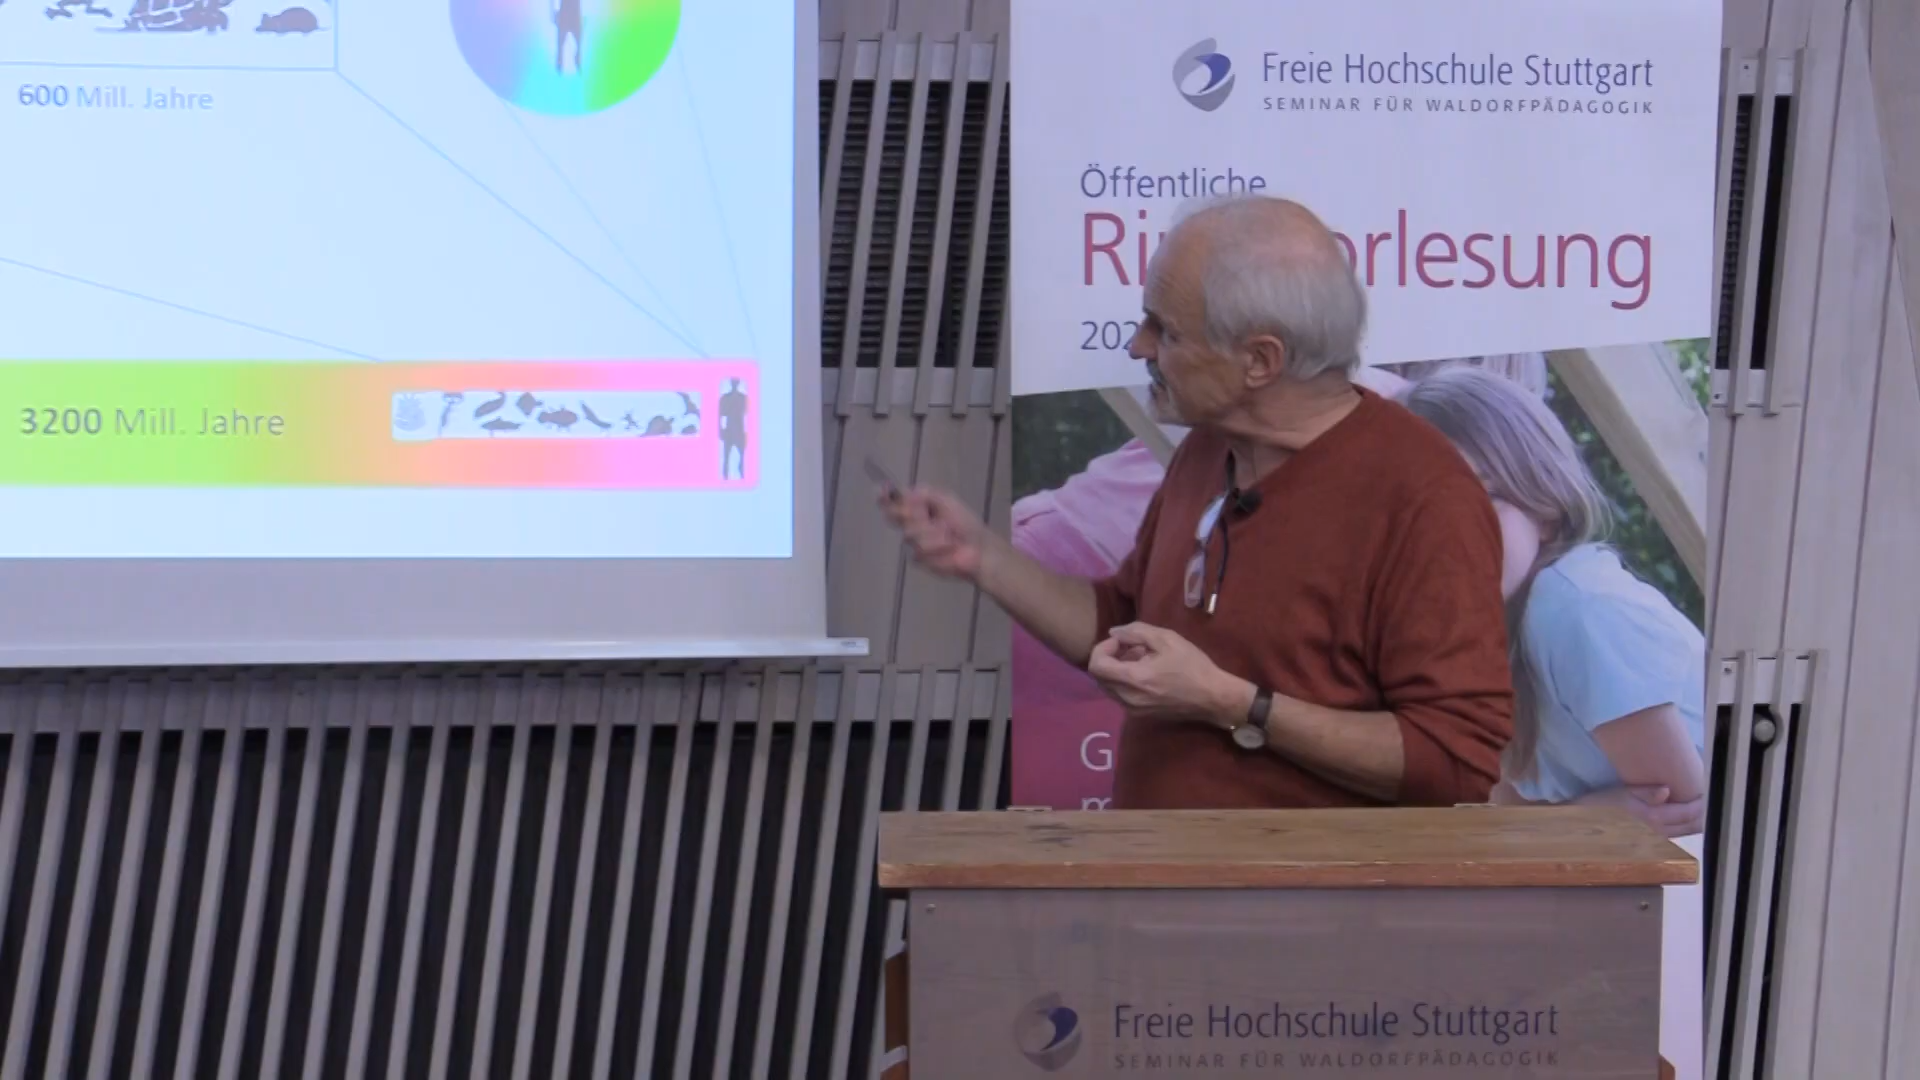 600 Mill. Jahre
3200 Mill. Jahre
Freie Hochschule Stuttgart
SEMINAR FÜR WALDORFPÄDAGOGIK
Öffentliche
Ri orlesung
202
G
m
Freie Hochschule Stuttgart
SEMINAR FÜR WALDORFPÄDAGOGIK